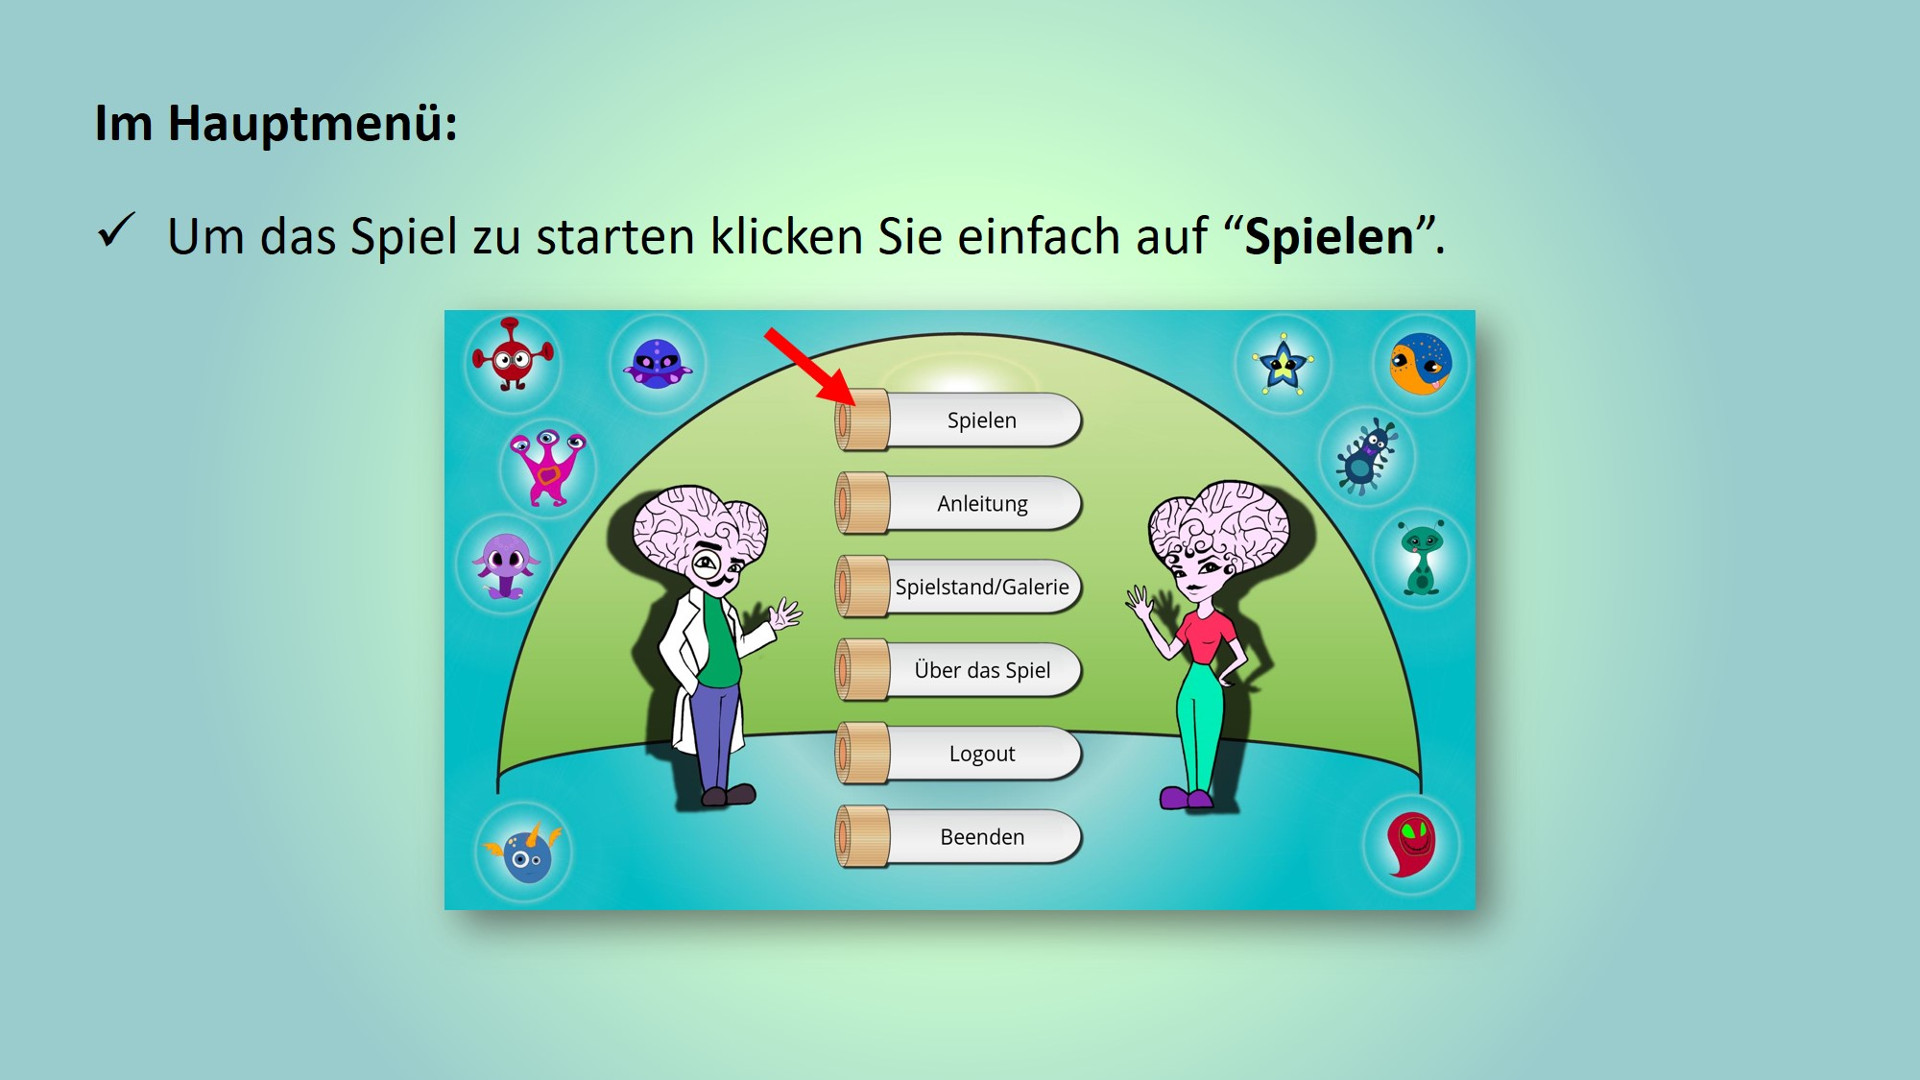 Im Hauptmenü:
✓ Um das Spiel zu starten klicken Sie einfach auf “Spielen”.
Spielen
Anleitung
Spielstand/Galerie
Über das Spiel
Logout
Beenden